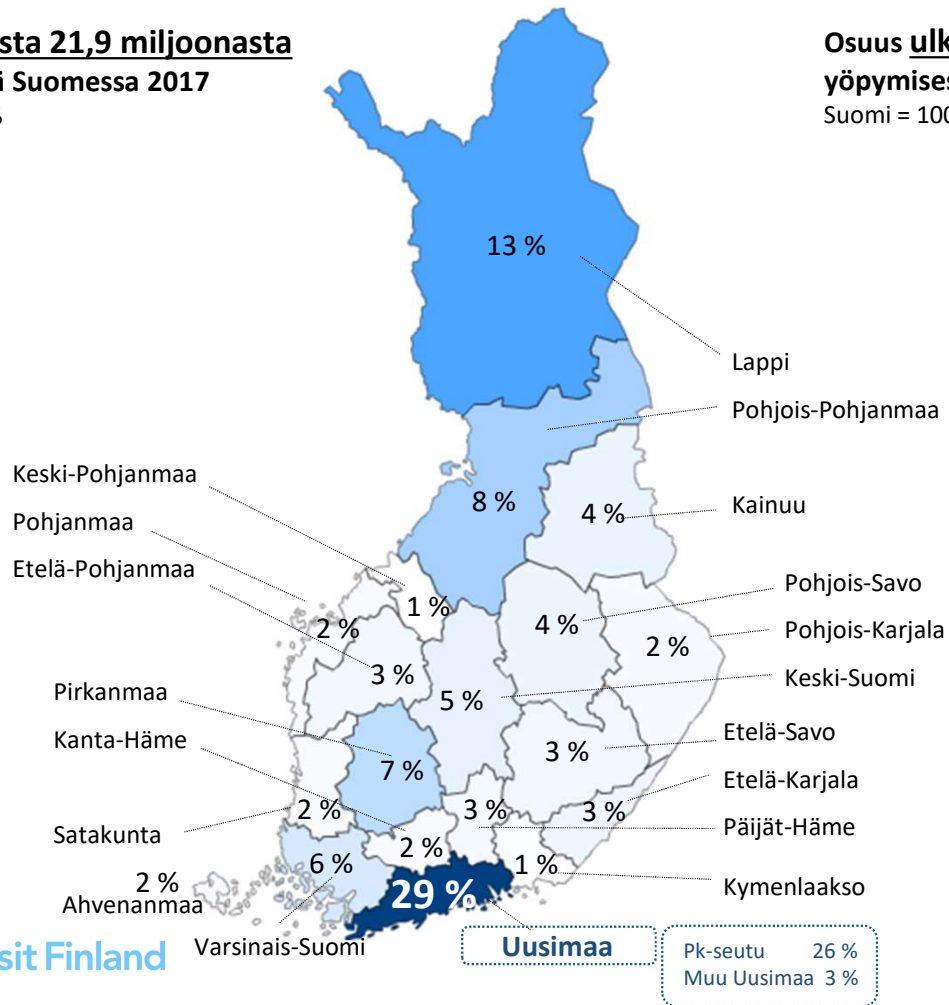 sta 21,9 miljoonasta
i Suomessa 2017
%
Osuus ulk
yöpymises
Suomi = 100
13 %
Lappi
Pohjois-Pohjanmaa
Keski-Pohjanmaa
8 %
4 %
Kainuu
Pohjanmaa
Etelä-Pohjanmaa
Pohjois-Savo
1 %
4 %
2 %
2 %
Pohjois-Karjala
3 %
Keski-Suomi
5 %
Pirkanmaa
Etelä-Savo
Kanta-Häme
3 %
7 %
Etelä-Karjala
2 %
3 %
3 %
Satakunta
Päijät-Häme
2 %
6 %
1 %
2 %
29 %
Kymenlaakso
Ahvenanmaa
Varsinais-Suomi
Uusimaa
sit Finland
Pk-seutu 26 %
Muu Uusimaa 3 %